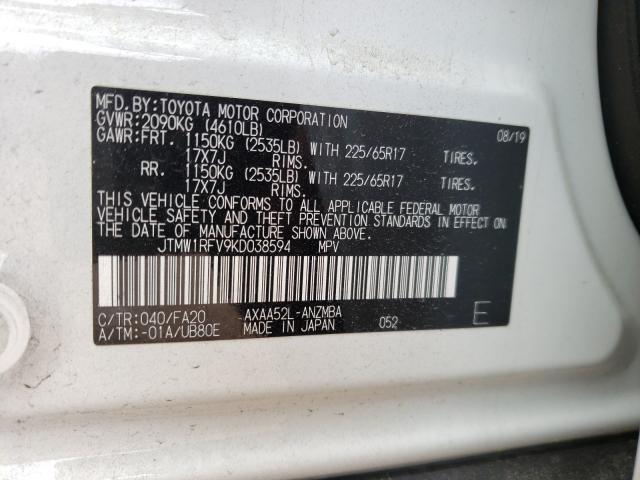 MFD. BY: TOYOTA MOTOR CORPORATION 08/19
GVWR: 2090KG (4610LB)
GAWR: FRT. 1150KG (2535LB) WITH 225/65R17 TIRES.
17X7J RIMS.
RR. 1150KG (2535LB) WITH 225/65R17 TIRES.
17X7J RIMS.
THIS VEHICLE CONFORMS TO ALL APPLICABLE FEDERAL MOTOR
VEHICLE SAFETY AND THEFT PREVENTION STANDARDS IN EFFECT ON
THE DATE OF MANUFACTURE SHOWN ABOVE.
JTMW1RFV9KD038594 MPV
C/TR: 040/FA20 AXAA52L-ANZMBA
A/TM: -01A/UB80E MADE IN JAPAN 052 E